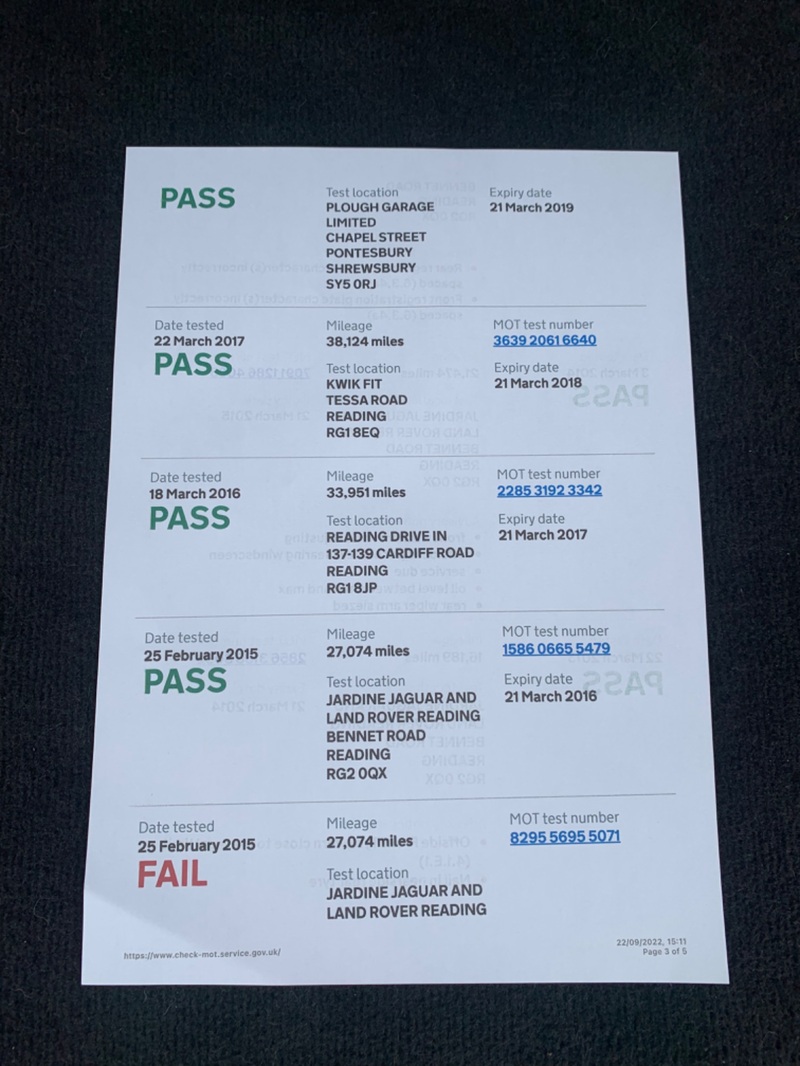 PASS
Test location
PLOUGH GARAGE
LIMITED
CHAPEL STREET
PONTESBURY
SHREWSBURY
SY5 0RJ
Expiry date
21 March 2019
Date tested
22 March 2017
PASS
Mileage
38,124 miles
Test location
KWIK FIT
TESSA ROAD
READING
RG1 8EQ
MOT test number
3639 2061 6640
Expiry date
21 March 2018
Date tested
18 March 2016
PASS
Mileage
33,951 miles
Test location
READING DRIVE IN
137-139 CARDIFF ROAD
READING
RG1 8JP
MOT test number
2285 3192 3342
Expiry date
21 March 2017
Date tested
25 February 2015
PASS
Mileage
27,074 miles
Test location
JARDINE JAGUAR AND
LAND ROVER READING
BENNET ROAD
READING
RG2 0QX
MOT test number
1586 0665 5479
Expiry date
21 March 2016
Date tested
25 February 2015
FAIL
Mileage
27,074 miles
Test location
JARDINE JAGUAR AND
LAND ROVER READING
MOT test number
8295 5695 5071
https://www.check-mot.service.gov.uk/
22/09/2022, 15:11
Page 3 of 5